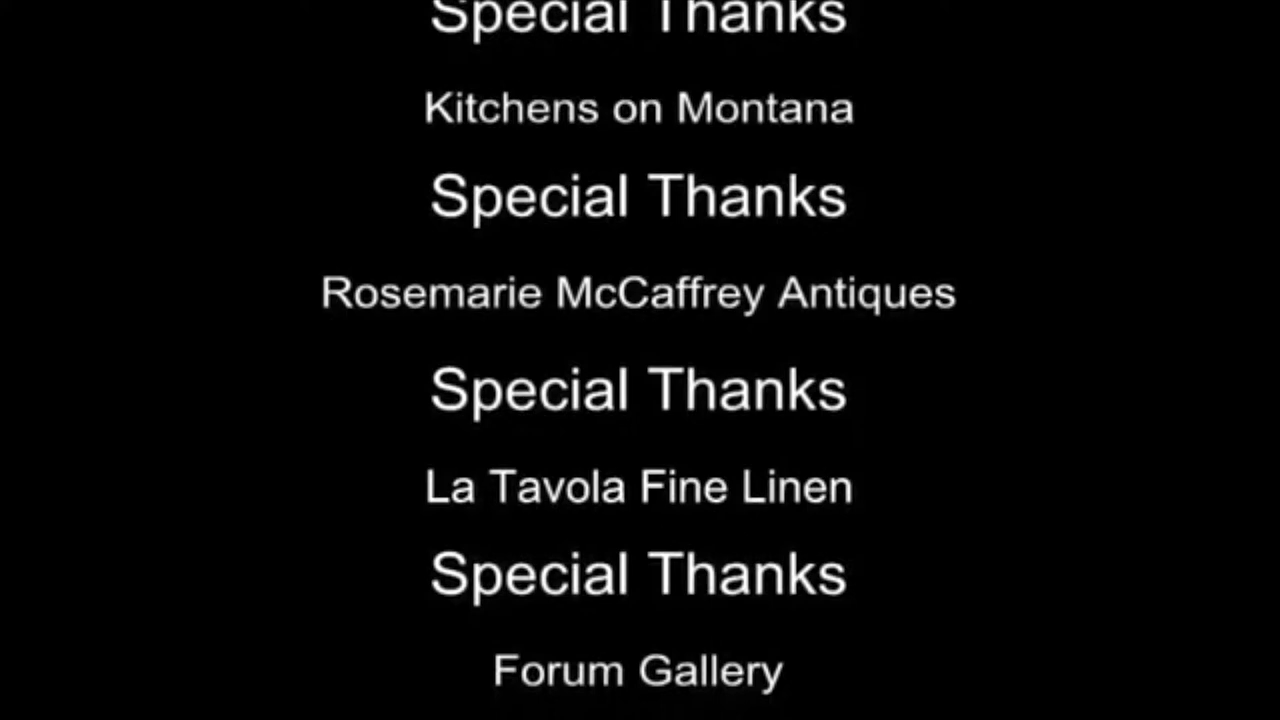 Special Thanks
Kitchens on Montana
Special Thanks
Rosemarie McCaffrey Antiques
Special Thanks
La Tavola Fine Linen
Special Thanks
Forum Gallery